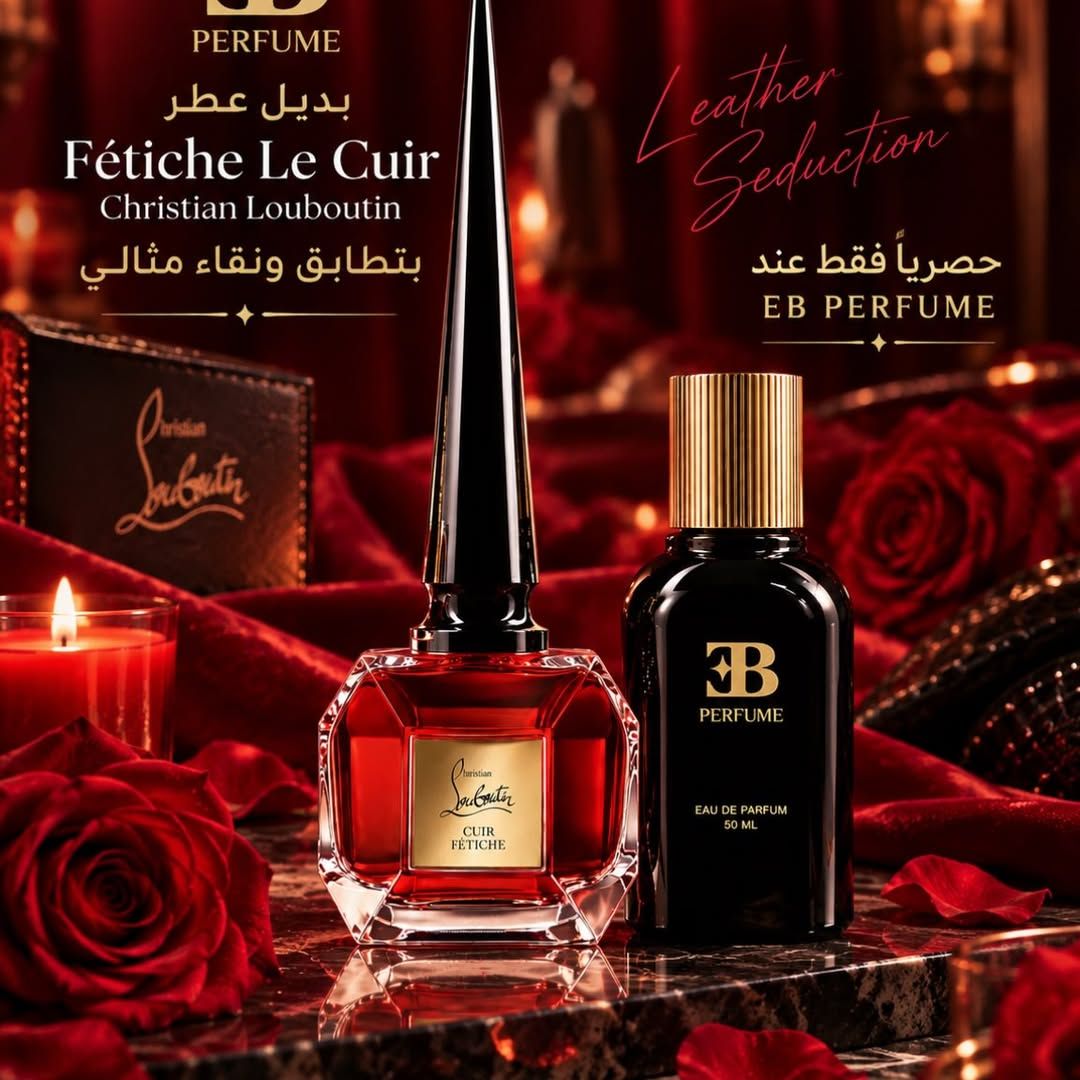 EB
PERFUME
بديل عطر
Fétiche Le Cuir
Christian Louboutin
بتطابق ونقاء مثالي
Leather
Seduction
حصرياً فقط عند
EB PERFUME
Christian
Louboutin
Christian
Louboutin
CUIR
FÉTICHE
EB
PERFUME
EAU DE PARFUM
50 ML